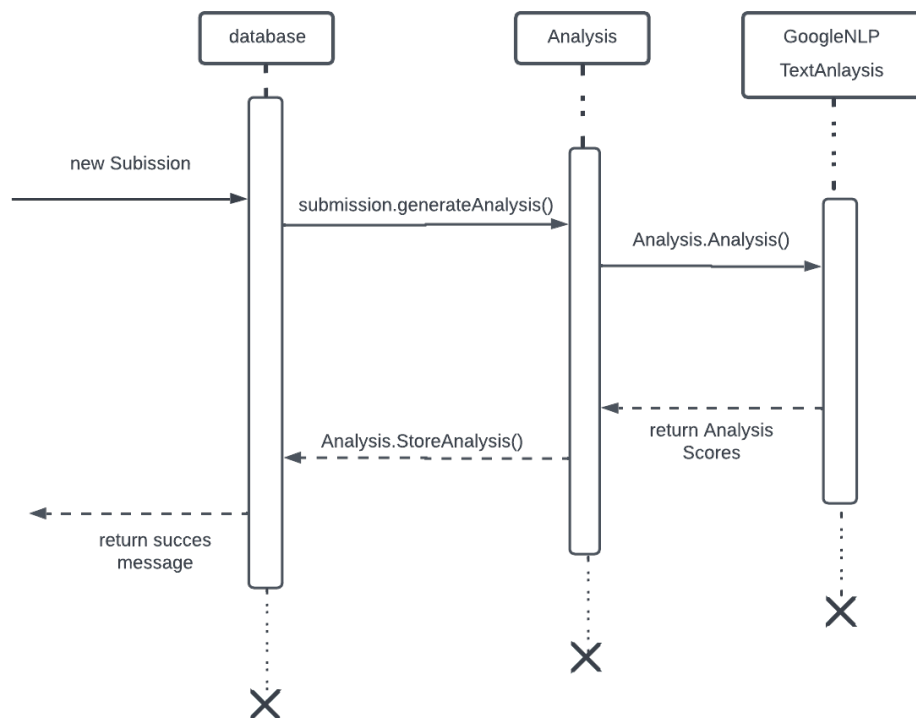 database
Analysis
GoogleNLP
TextAnlaysis
new Subission
submission.generateAnalysis()
Analysis.Analysis()
return Analysis
Scores
Analysis.StoreAnalysis()
return succes
message